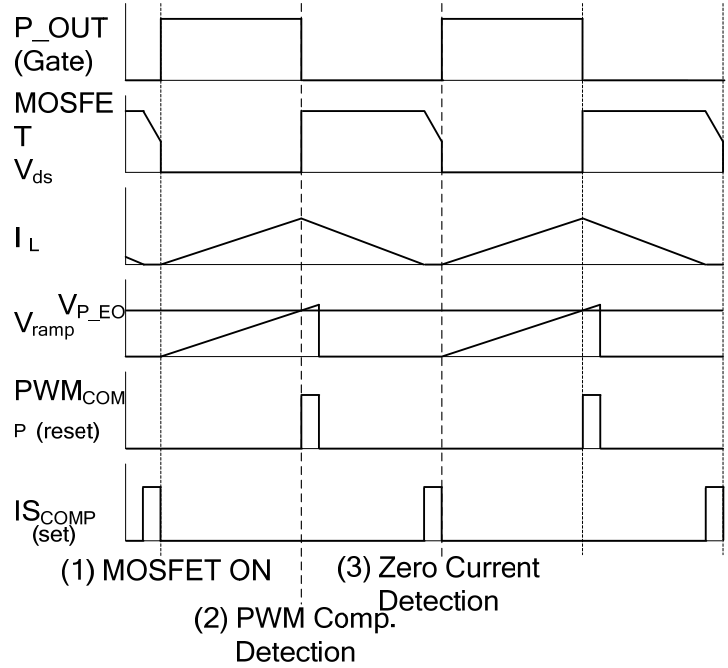 P_OUT
(Gate)
MOSFE
T
Vds
I L
VP_EO
Vramp
PWMCOM
P (reset)
ISCOMP
(set)
(1) MOSFET ON
(3) Zero Current
Detection
(2) PWM Comp.
Detection